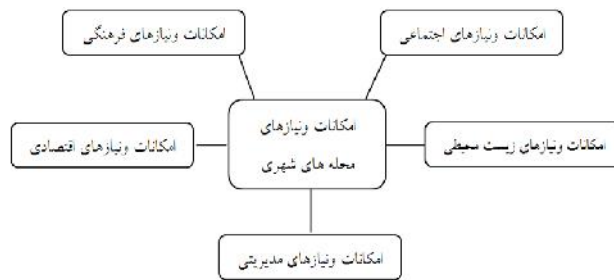 امکانات ونیازهای اجتماعی
امکانات ونیازهای فرهنگی
امکانات ونیازهای
محله های شهری
امکانات ونیازهای زیست محیطی
امکانات ونیازهای اقتصادی
امکانات ونیازهای مدیریتی